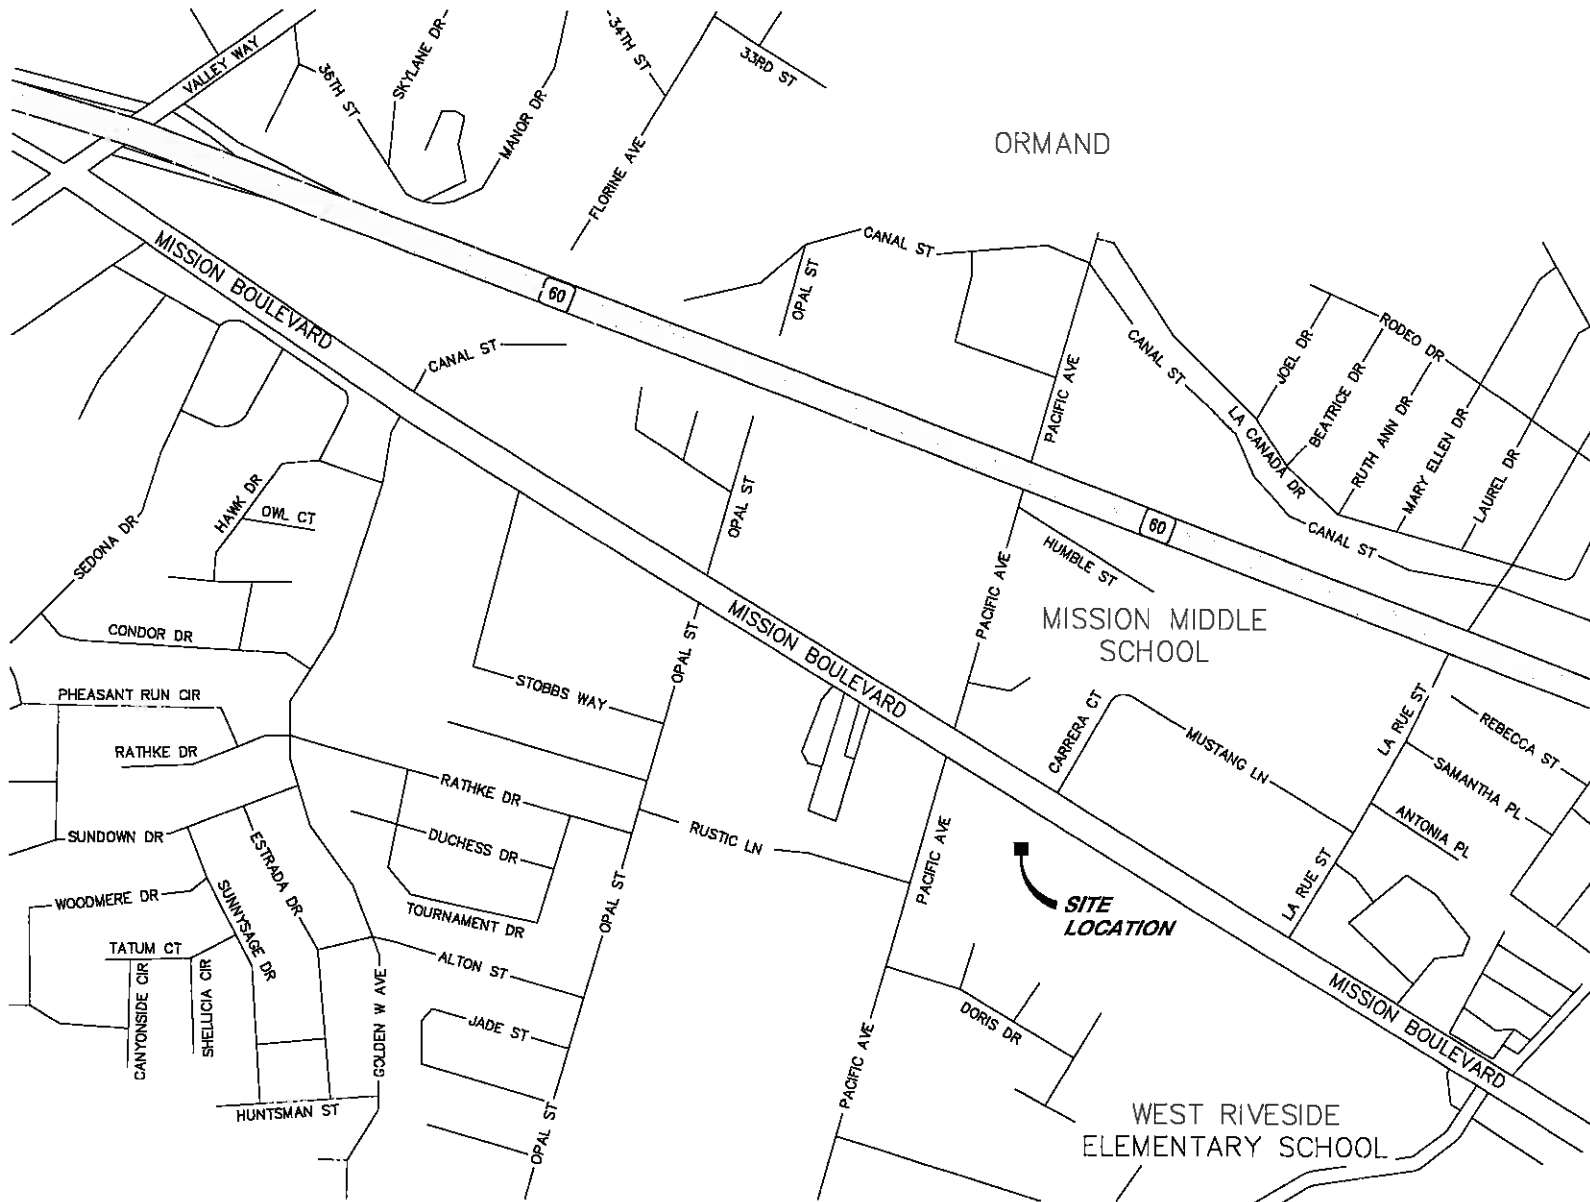 VALLEY WAY
36TH ST
SKYLANE DR
MANOR DR
34TH ST
FLORINE AVE
33RD ST
ORMAND
MISSION BOULEVARD
60
CANAL ST
OPAL ST
CANAL ST
PACIFIC AVE
CANAL ST
LA CANADA DR
JOEL DR
BEATRICE DR
RODEO DR
RUTH ANN DR
MARY ELLEN DR
LAUREL DR
CANAL ST
60
SEDONA DR
HAWK DR
OWL CT
OPAL ST
HUMBLE ST
PACIFIC AVE
MISSION MIDDLE
SCHOOL
CONDOR DR
MISSION BOULEVARD
OPAL ST
STOBBS WAY
PHEASANT RUN CIR
RATHKE DR
CARRERA CT
MUSTANG LN
LA RUE ST
REBECCA ST
SAMANTHA PL
ANTONIA PL
RATHKE DR
DUCHESS DR
RUSTIC LN
PACIFIC AVE
SUNDOWN DR
ESTRADA DR
SUNNYSAGE DR
WOODMERE DR
TOURNAMENT DR
OPAL ST
SITE
LOCATION
LA RUE ST
TATUM CT
CANYONSIDE CIR
SHELLICIA CIR
GOLDEN W AVE
ALTON ST
JADE ST
DORIS DR
PACIFIC AVE
MISSION BOULEVARD
HUNTSMAN ST
OPAL ST
WEST RIVESIDE
ELEMENTARY SCHOOL